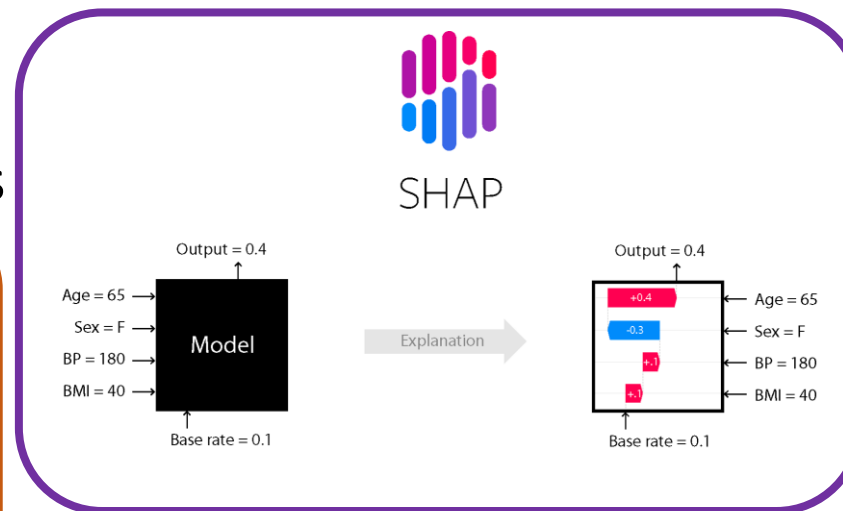 s
SHAP
Output = 0.4
Age = 65
Sex = F
BP = 180
BMI = 40
Model
Base rate = 0.1
Explanation
Output = 0.4
+0.4
-0.3
+.1
+.1
Age = 65
Sex = F
BP = 180
BMI = 40
Base rate = 0.1